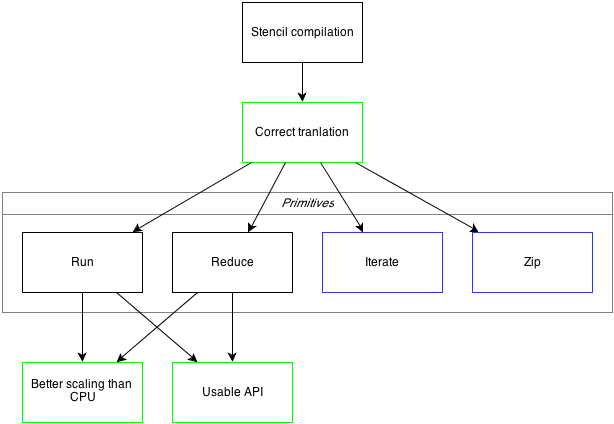 Stencil compilation
Correct tranlation
Primitives
Run
Reduce
Iterate
Zip
Better scaling than
CPU
Usable API